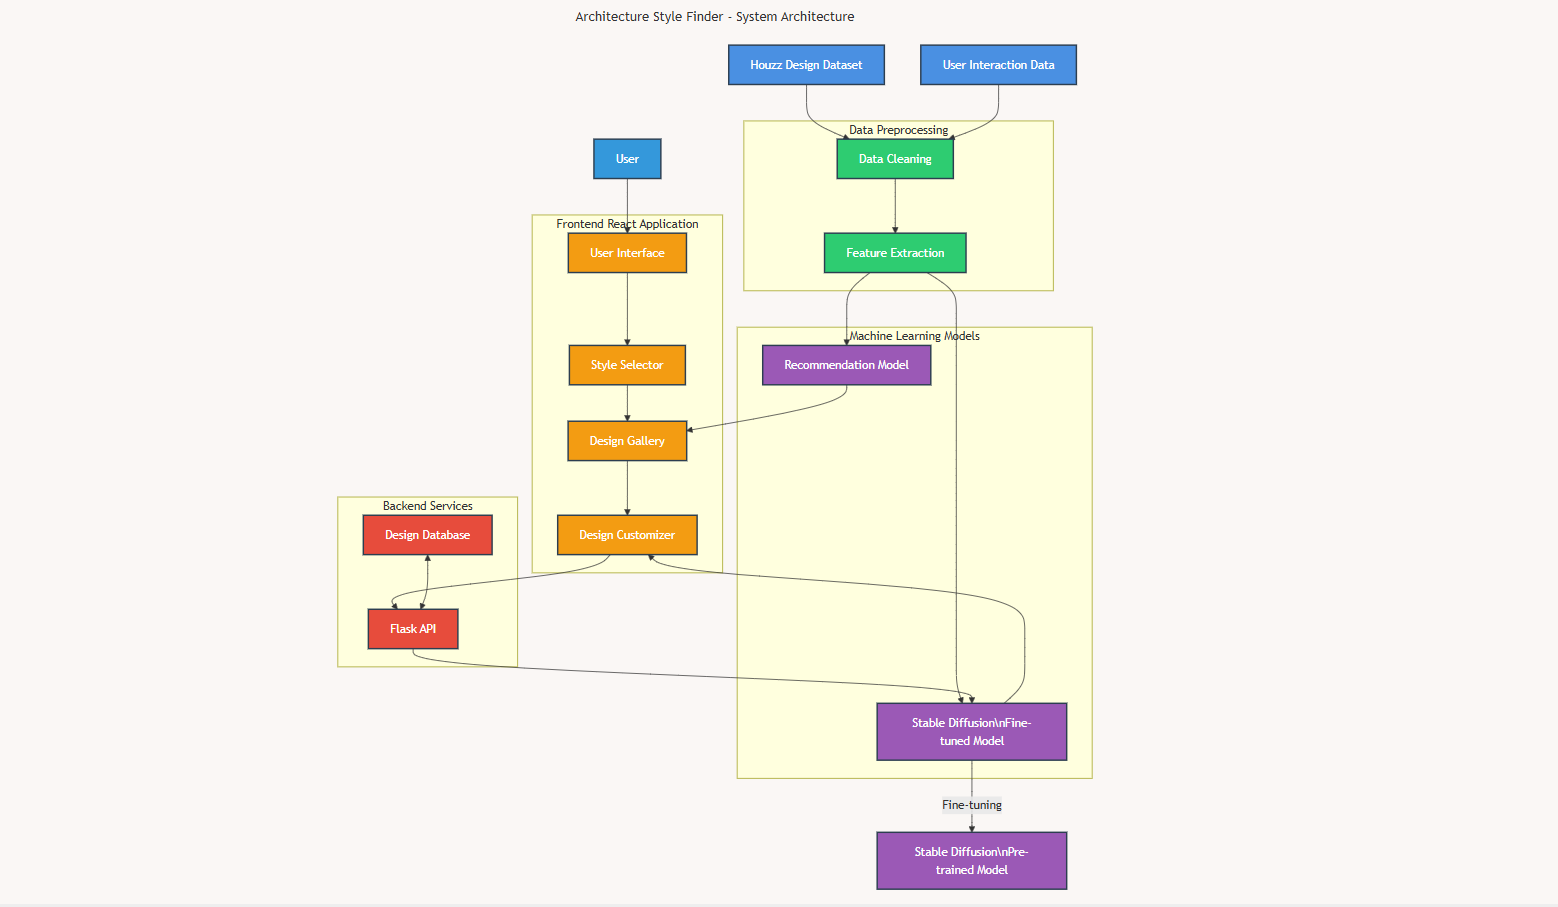 Architecture Style Finder - System Architecture
Houzz Design Dataset
User Interaction Data
Data Preprocessing
Data Cleaning
User
Frontend React Application
User Interface
Feature Extraction
Machine Learning Models
Style Selector
Recommendation Model
Design Gallery
Backend Services
Design Database
Design Customizer
Flask API
Stable Diffusion\nFine-
tuned Model
Fine-tuning
Stable Diffusion\nPre-
trained Model